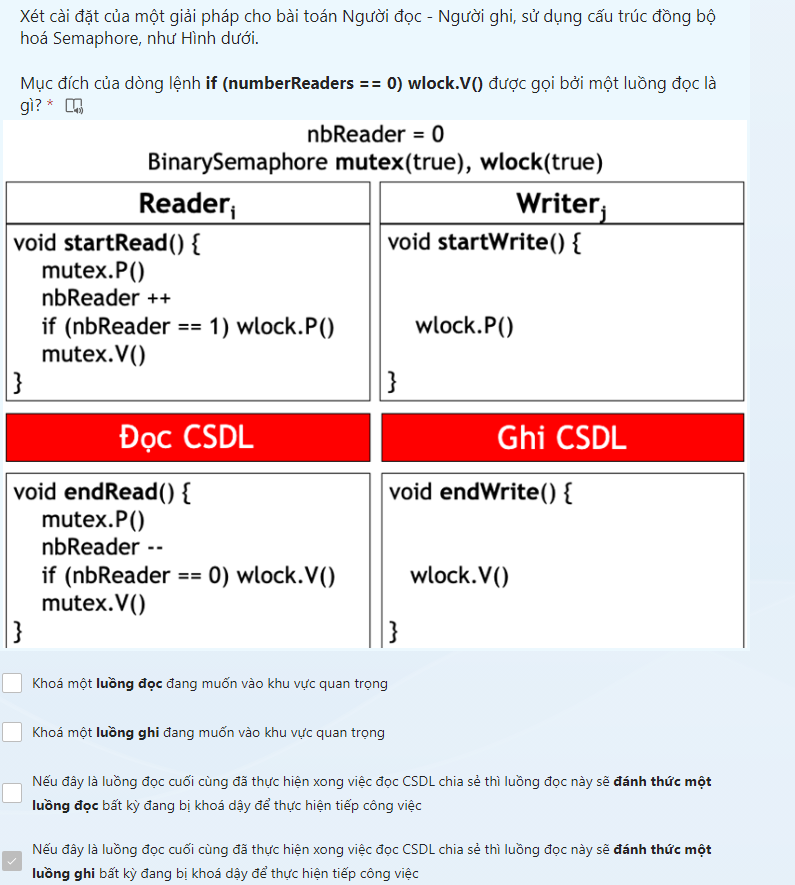 Xét cài đặt của một giải pháp cho bài toán Người đọc - Người ghi, sử dụng cấu trúc đồng bộ
hoá Semaphore, như Hình dưới.
Mục đích của dòng lệnh if (numberReaders == 0) wlock.V() được gọi bởi một luồng đọc là
gì? *
nbReader = 0
BinarySemaphore mutex(true), wlock(true)
Readeri
Writerj
void startRead() {
mutex.P()
nbReader ++
if (nbReader == 1) wlock.P()
mutex.V()
}
void startWrite() {
wlock.P()
}
Đọc CSDL
Ghi CSDL
void endRead() {
mutex.P()
nbReader --
if (nbReader == 0) wlock.V()
mutex.V()
}
void endWrite() {
wlock.V()
}
Khoá một luồng đọc đang muốn vào khu vực quan trọng
Khoá một luồng ghi đang muốn vào khu vực quan trọng
Nếu đây là luồng đọc cuối cùng đã thực hiện xong việc đọc CSDL chia sẻ thì luồng đọc này sẽ đánh thức một
luồng đọc bất kỳ đang bị khoá dậy để thực hiện tiếp công việc
Nếu đây là luồng đọc cuối cùng đã thực hiện xong việc đọc CSDL chia sẻ thì luồng đọc này sẽ đánh thức một
luồng ghi bất kỳ đang bị khoá dậy để thực hiện tiếp công việc